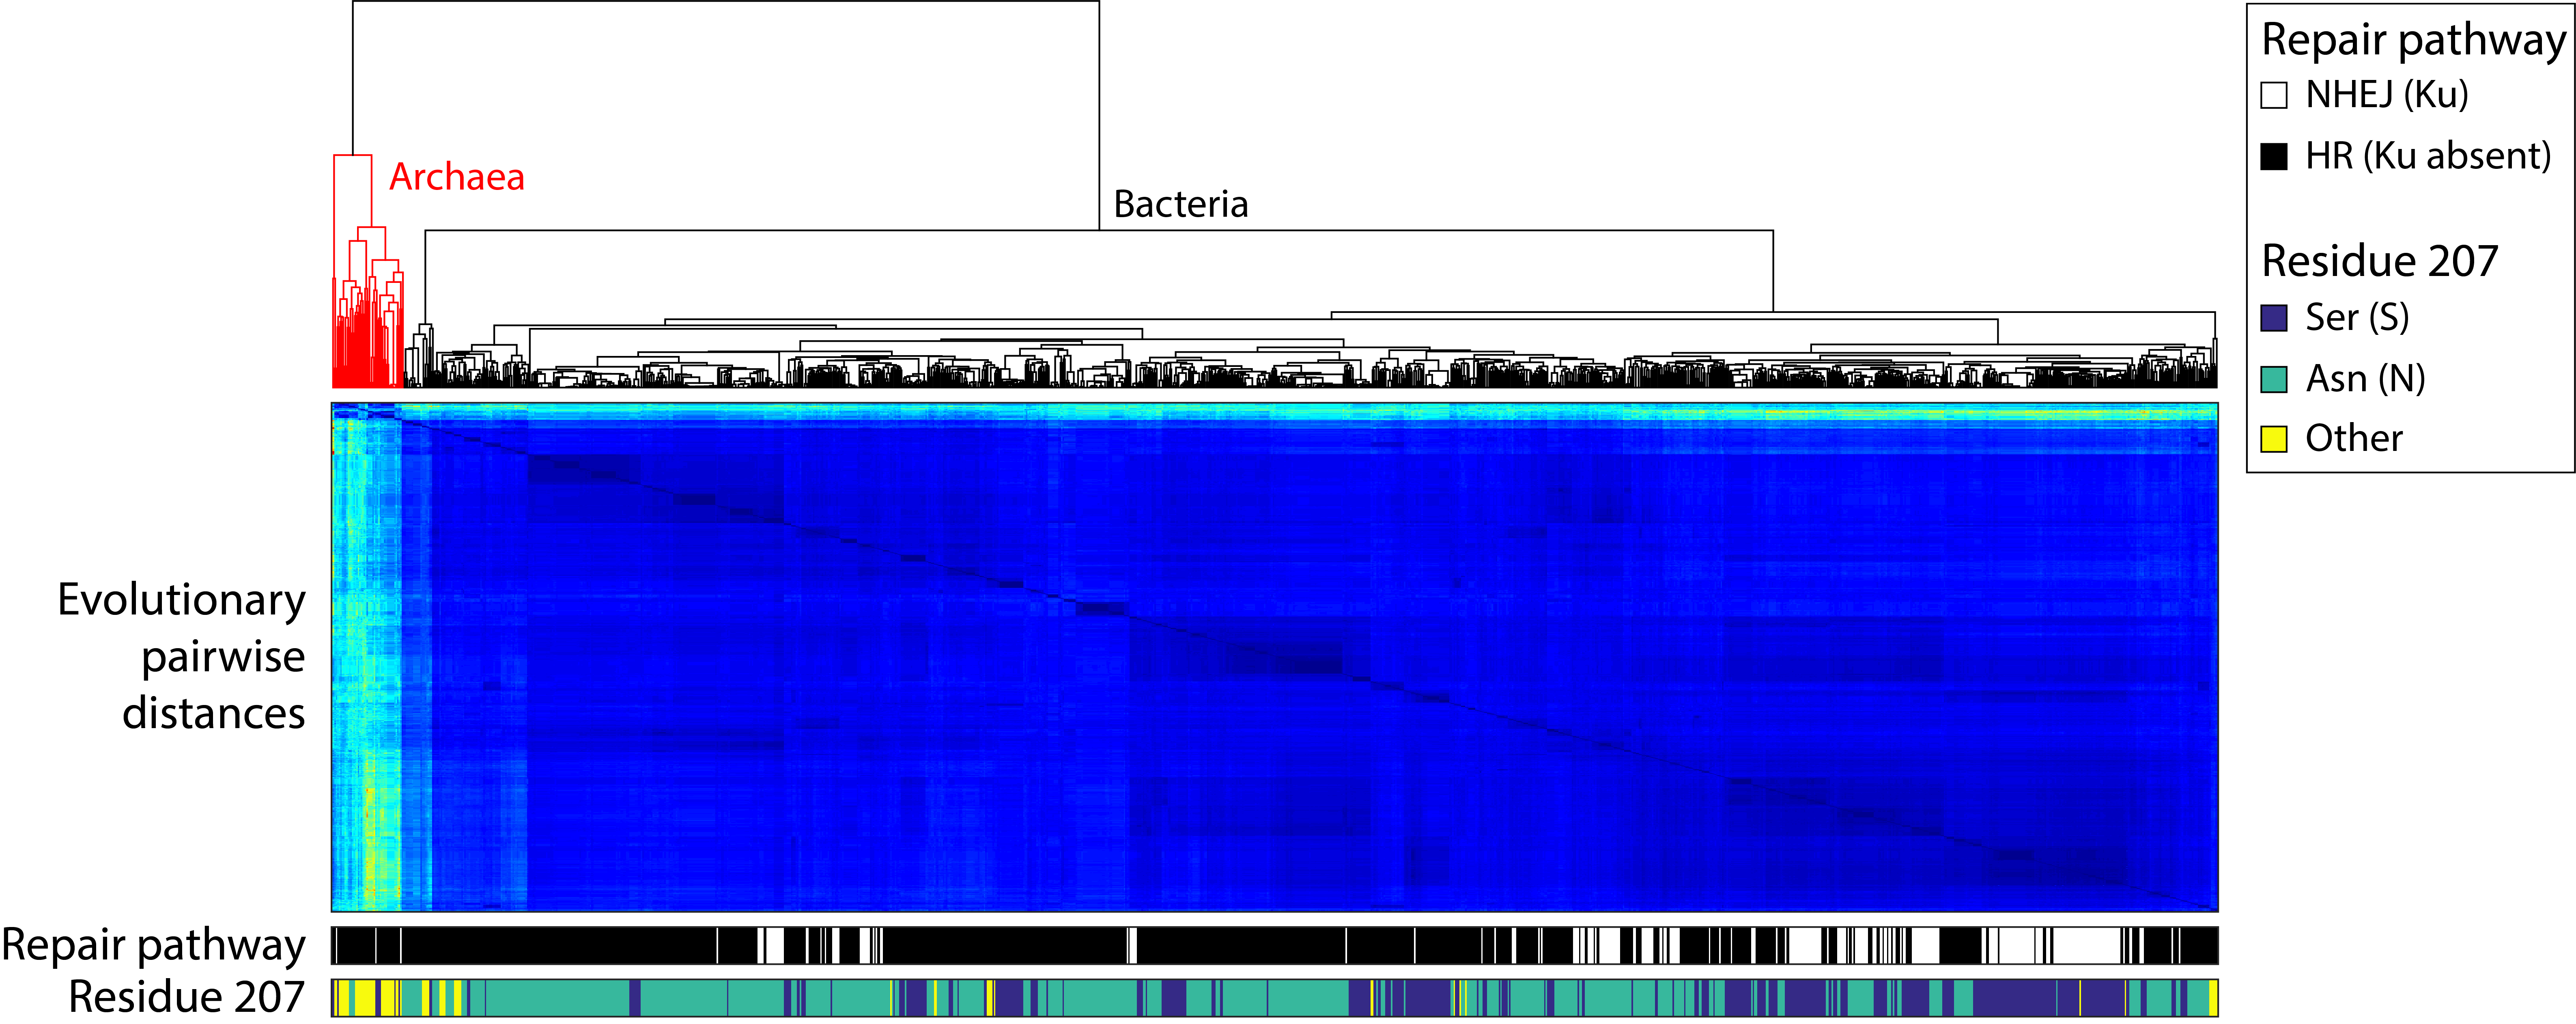 Archaea
Bacteria
Evolutionary
pairwise
distances
Repair pathway
Residue 207
Repair pathway
NHEJ (Ku)
HR (Ku absent)
Residue 207
Ser (S)
Asn (N)
Other